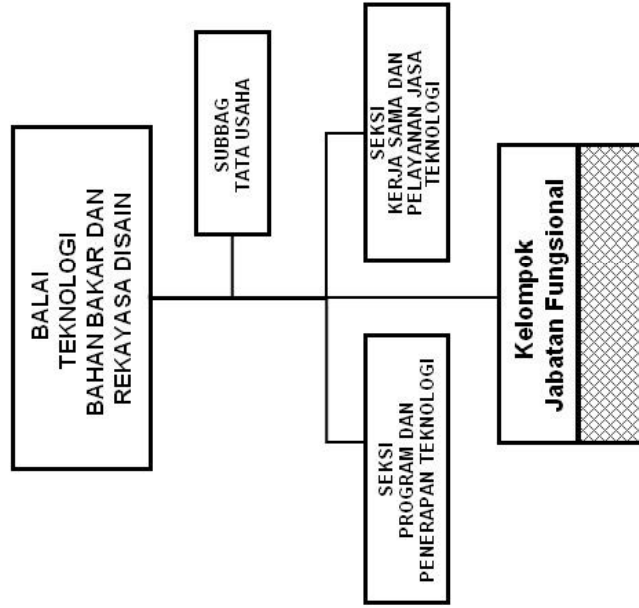 BALAI
TEKNOLOGI
BAHAN BAKAR DAN
REKAYASA DISAIN
SUBBAG
TATA USAHA
SEKSI
PROGRAM DAN
PENERAPAN TEKNOLOGI
SEKSI
KERJA SAMA DAN
PELAYANAN JASA
TEKNOLOGI
Kelompok
Jabatan Fungsional